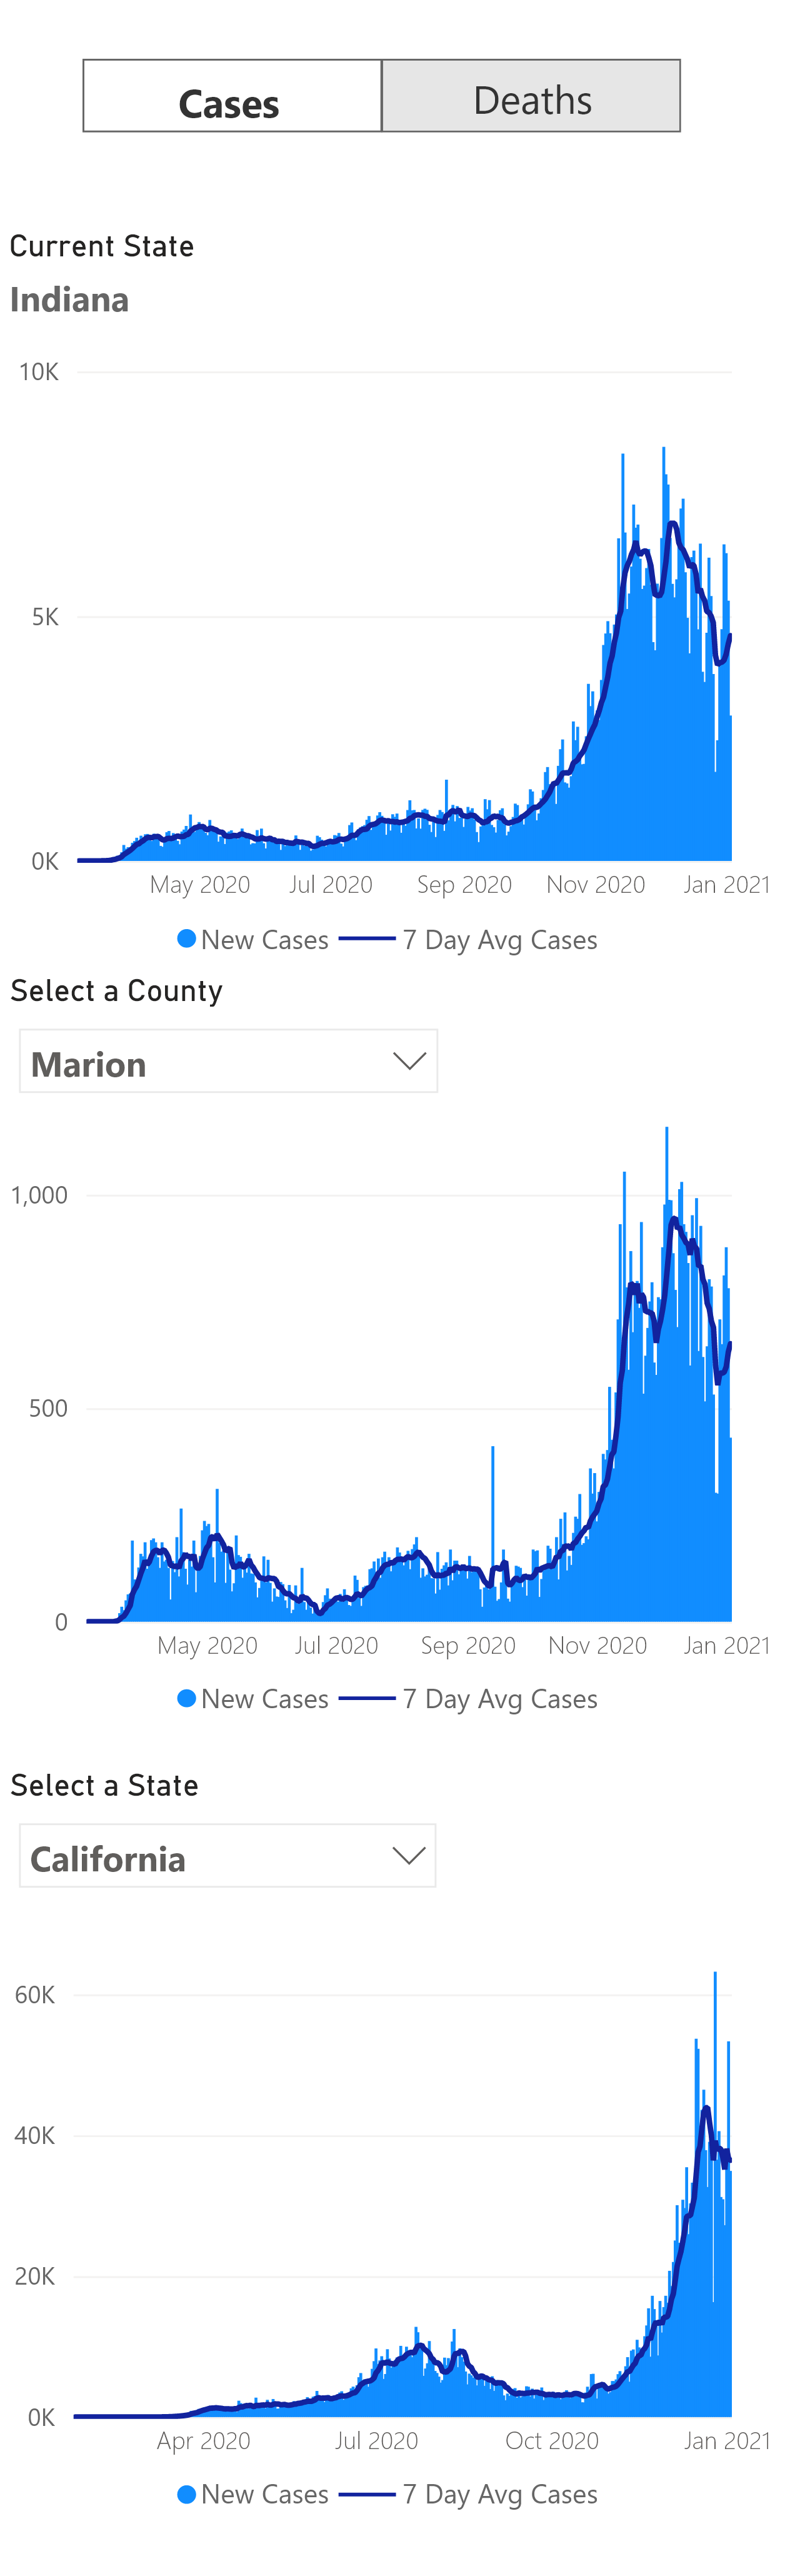 Cases Deaths
Current State
Indiana
10K
5K
0K
May 2020 Jul 2020 Sep 2020 Nov 2020 Jan 2021
New Cases 7 Day Avg Cases
Select a County
Marion
1,000
500
0
May 2020 Jul 2020 Sep 2020 Nov 2020 Jan 2021
New Cases 7 Day Avg Cases
Select a State
California
60K
40K
20K
0K
Apr 2020 Jul 2020 Oct 2020 Jan 2021
New Cases 7 Day Avg Cases